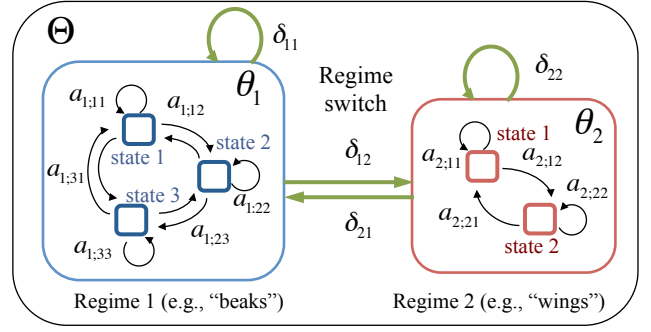 Θ
δ11
θ1
Regime
switch
δ22
a1;11
a1;12
state 2
state 1
θ2
state 1
a2;11
a2;12
δ12
a1;31
state 3
a1;22
a2;22
δ21
a2;21
a1;23
a1;33
state 2
Regime 1 (e.g., “beaks”)
Regime 2 (e.g., “wings”)